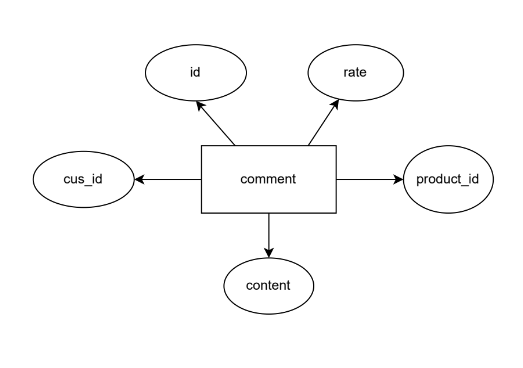 id
rate
cus_id
comment
product_id
content